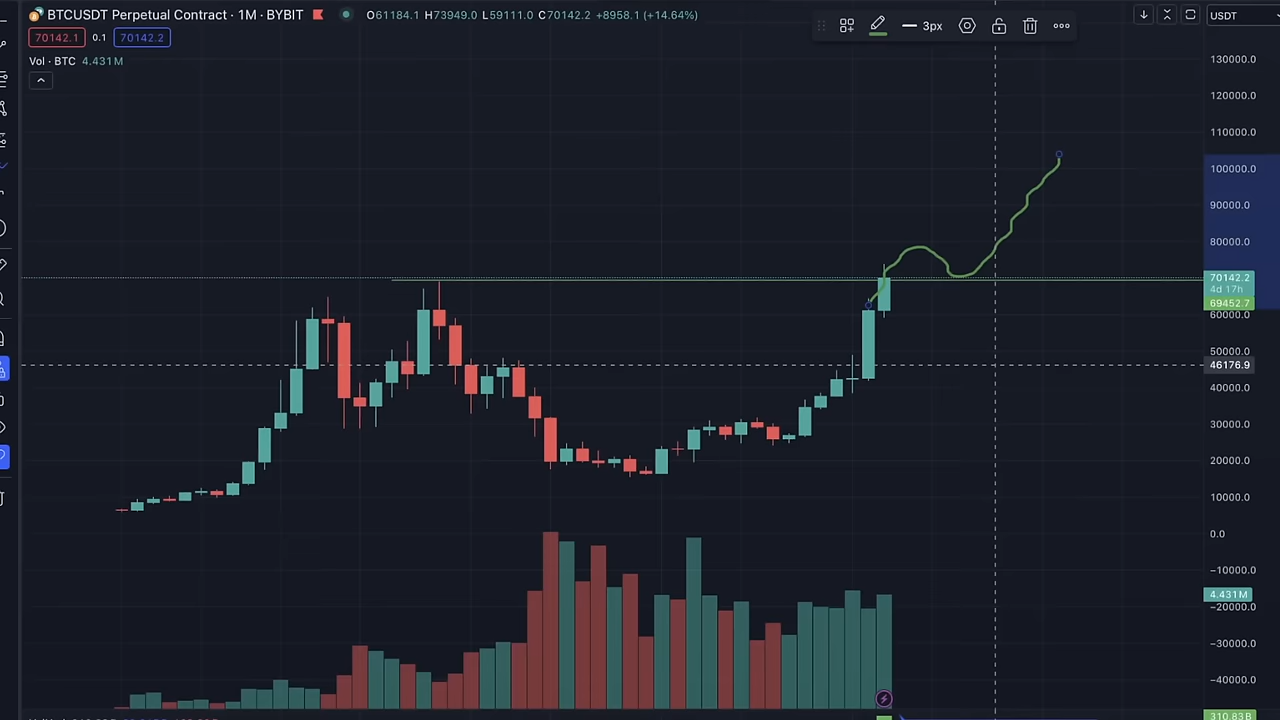 BTCUSDT Perpetual Contract · 1M · BYBIT O61184.1 H73949.0 L59111.0 C70142.2 +8958.1 (+14.64%)
3px
USDT
70142.1 0.1 70142.2
Vol · BTC 4.431M
130000.0
120000.0
110000.0
100000.0
90000.0
80000.0
70142.2
4d 17h
69452.7
60000.0
50000.0
46176.9
40000.0
30000.0
20000.0
10000.0
0.0
−10000.0
4.431M
−20000.0
−30000.0
−40000.0
310.83B